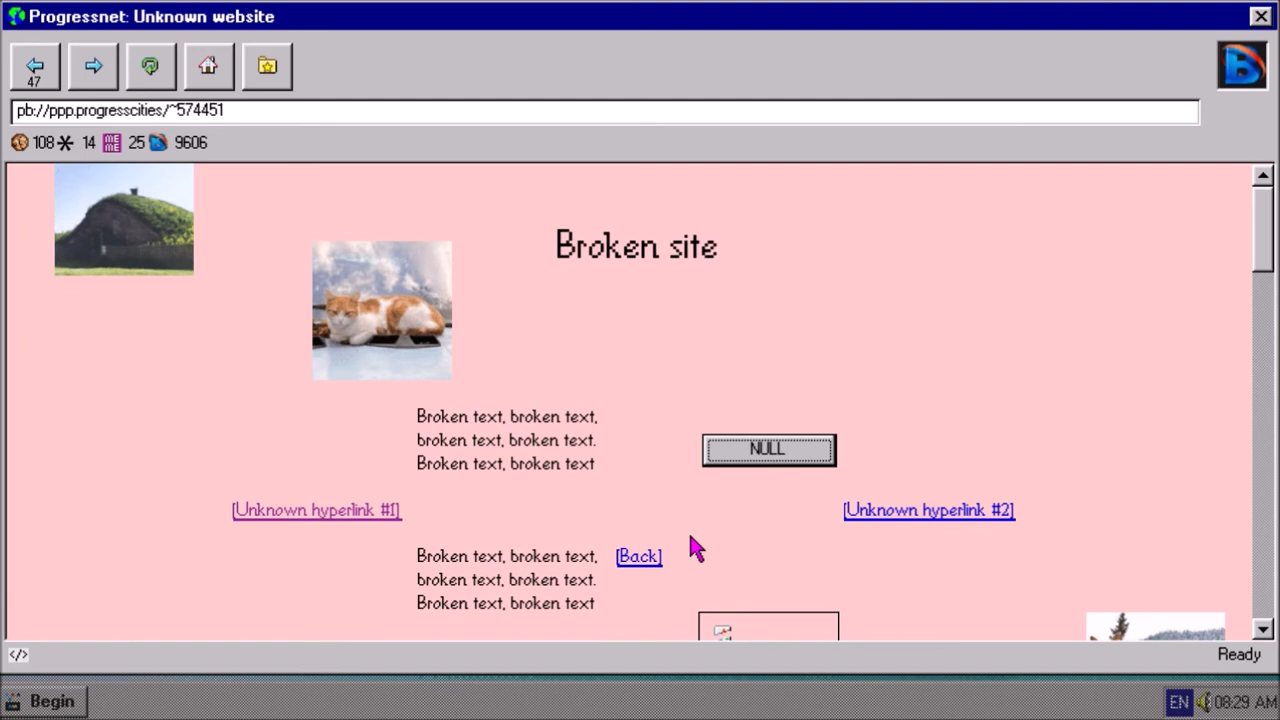 Progressnet: Unknown website
47
pb://ppp.progresscities/~574451
108 14 MEME 25 9606
Broken site
Broken text, broken text,
broken text, broken text.
Broken text, broken text
NULL
[Unknown hyperlink #1]
[Unknown hyperlink #2]
Broken text, broken text,
broken text, broken text.
Broken text, broken text
[Back]
</>
Ready
Begin
EN 08:29 AM